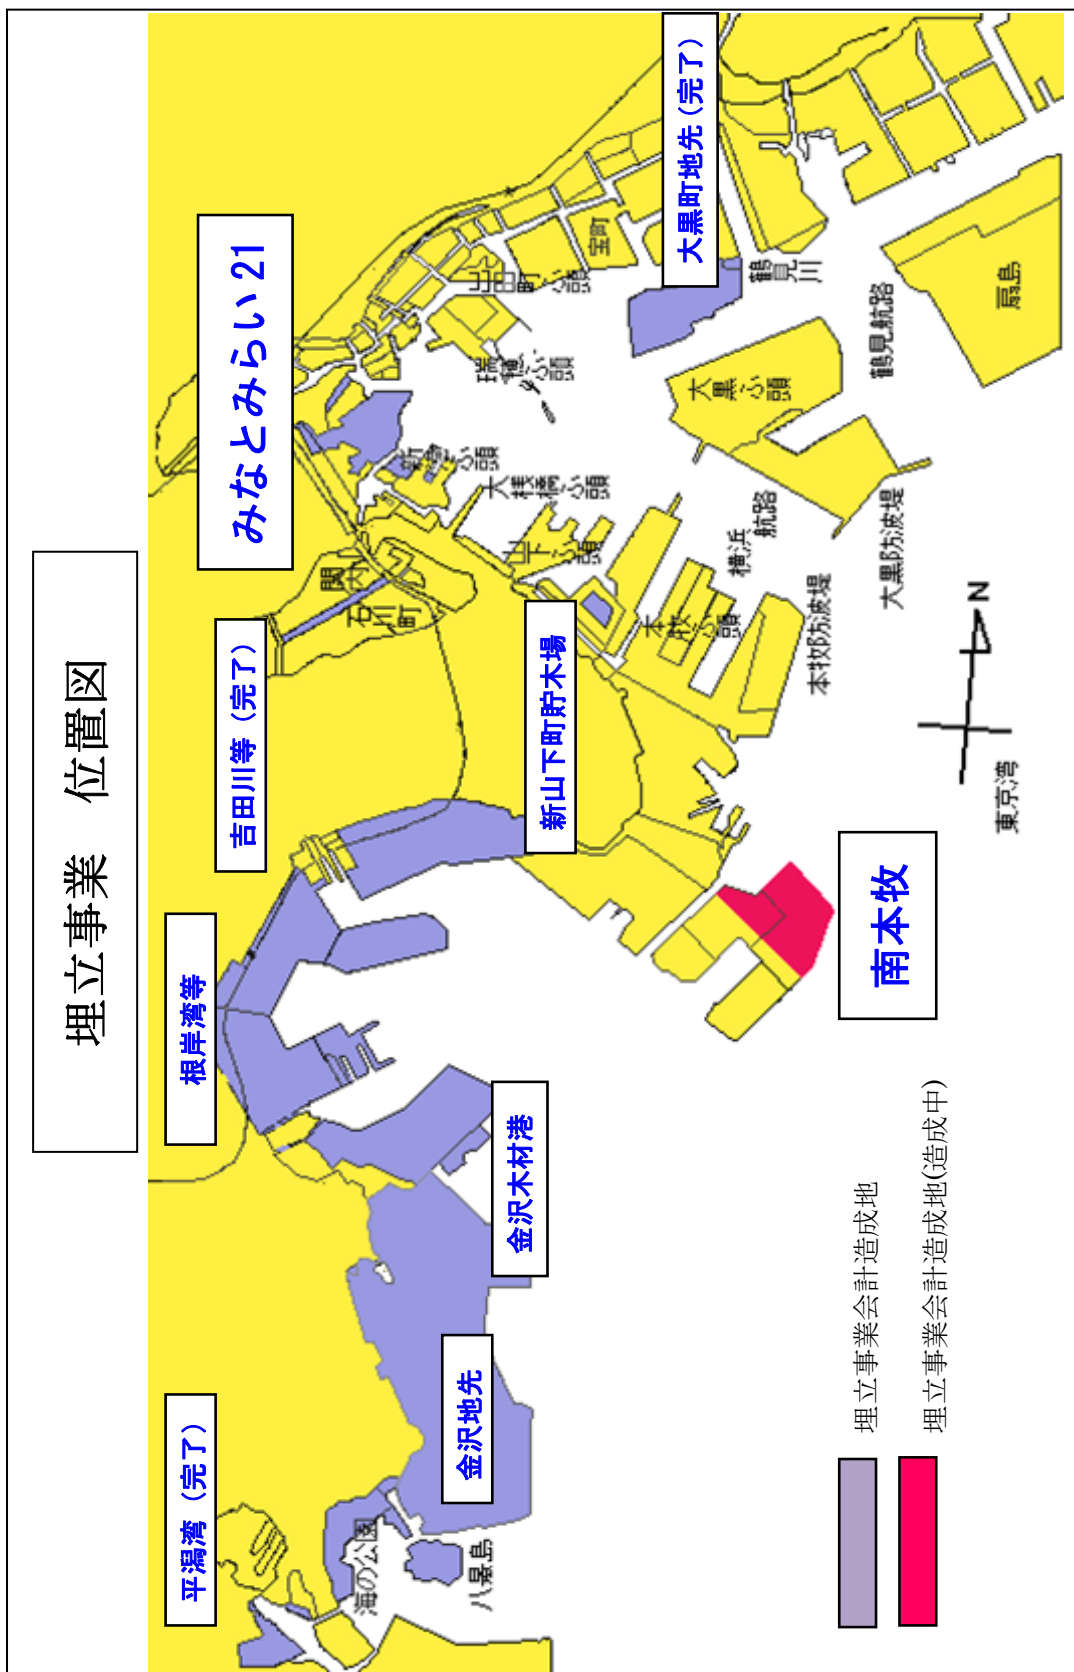 埋立事業 位置図
平潟湾（完了）
根岸湾等
吉田川等（完了）
みなとみらい21
大黒町地先（完了）
金沢地先
金沢木材港
新山下町貯木場
南本牧
海の公園
八景島
石川町
関内
新港ふ頭
大桟橋ふ頭
山下ふ頭
本牧ふ頭
瑞穂ふ頭
山内町ふ頭
宝町
大黒ふ頭
鶴見川
鶴見航路
扇島
横浜
航路
本牧防波堤
大黒防波堤
東京湾
N
埋立事業会計造成地
埋立事業会計造成地(造成中)